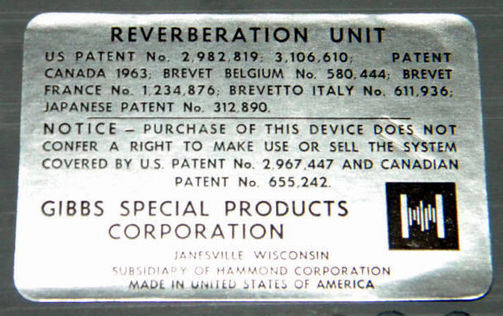 REVERBERATION UNIT
US PATENT No. 2,982,819; 3,106,610; PATENT
CANADA 1963; BREVET BELGIUM No. 580,444; BREVET
FRANCE No. 1,234,876; BREVETTO ITALY No. 611,936;
JAPANESE PATENT No. 312,890.
NOTICE – PURCHASE OF THIS DEVICE DOES NOT
CONFER A RIGHT TO MAKE USE OR SELL THE SYSTEM
COVERED BY U.S. PATENT No. 2,967,447 AND CANADIAN
PATENT No. 655,242.
GIBBS SPECIAL PRODUCTS
CORPORATION
JANESVILLE WISCONSIN
SUBSIDIARY OF HAMMOND CORPORATION
MADE IN UNITED STATES OF AMERICA